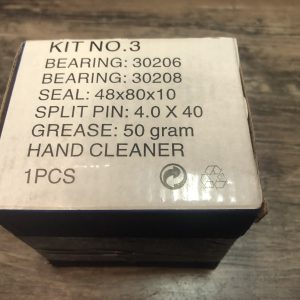 KIT NO.3
BEARING: 30206
BEARING: 30208
SEAL: 48x80x10
SPLIT PIN: 4.0 X 40
GREASE: 50 gram
HAND CLEANER
1PCS